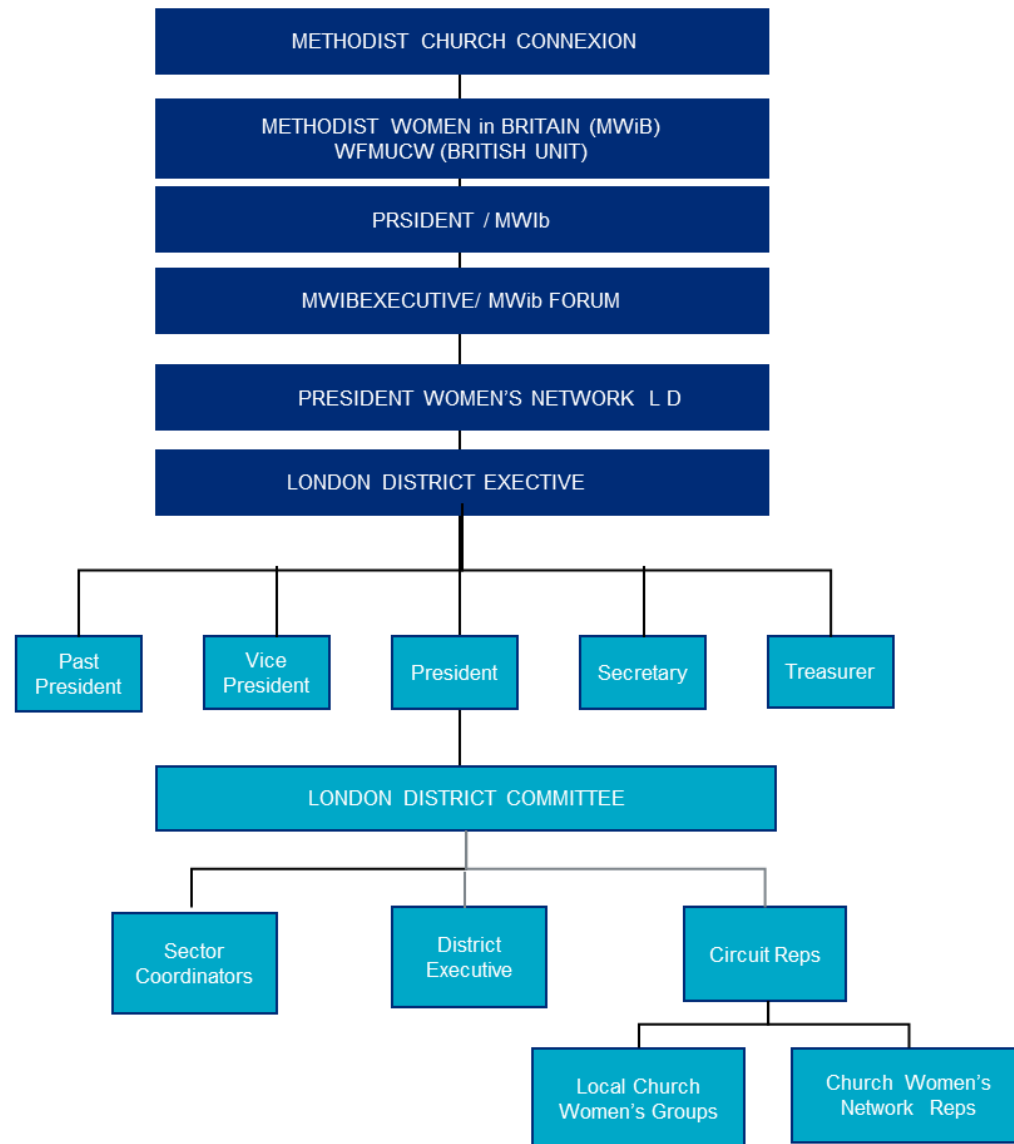 METHODIST CHURCH CONNEXION
METHODIST WOMEN in BRITAIN (MWiB)
WFMUCW (BRITISH UNIT)
PRSIDENT / MWIb
MWIBEXECUTIVE/ MWib FORUM
PRESIDENT WOMEN’S NETWORK L D
LONDON DISTRICT EXECTIVE
Past
President
Vice
President
President
Secretary
Treasurer
LONDON DISTRICT COMMITTEE
Sector
Coordinators
District
Executive
Circuit Reps
Local Church
Women’s Groups
Church Women’s
Network Reps